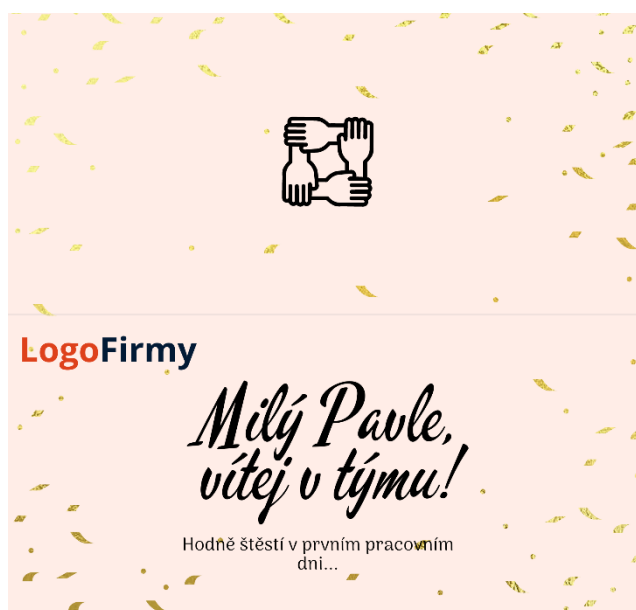 LogoFirmy
Milý Pavle,
vítej v týmu!
Hodně štěstí v prvním pracovním
dni...